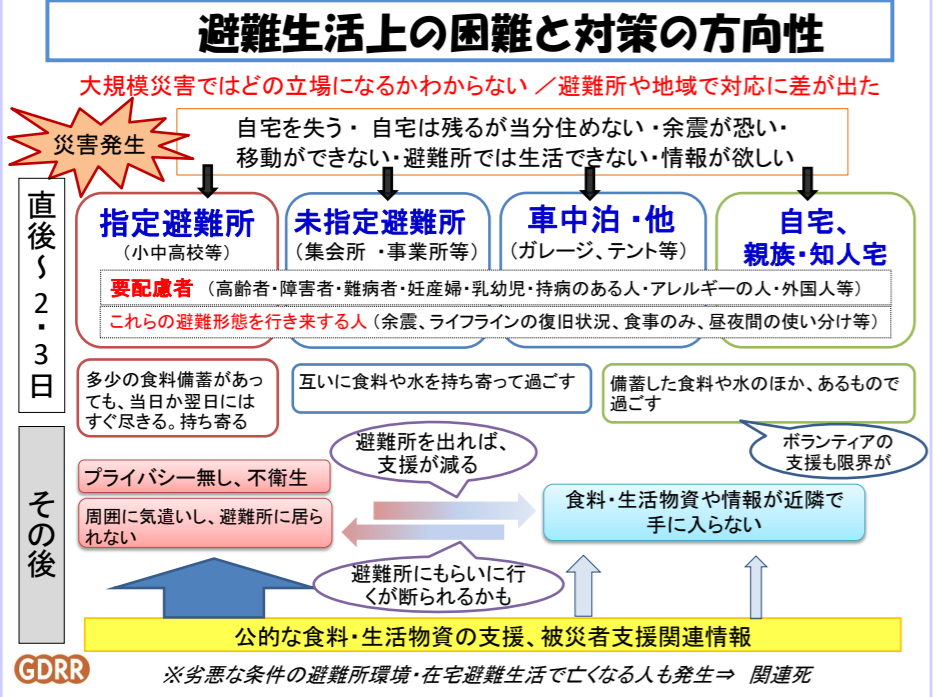 避難生活上の困難と対策の方向性
大規模災害ではどの立場になるかわからない ／避難所や地域で対応に差が出た
災害発生
自宅を失う・ 自宅は残るが当分住めない ・余震が恐い・
移動ができない・避難所では生活できない・情報が欲しい
直後～2・3日
指定避難所
(小中高校等)
未指定避難所
(集会所 ・事業所等)
車中泊 ・他
(ガレージ、テント等)
自宅、
親族・知人宅
要配慮者 (高齢者・障害者・難病者・妊産婦・乳幼児・持病のある人・アレルギーの人・外国人等)
これらの避難形態を行き来する人 (余震、ライフラインの復旧状況、食事のみ、昼夜間の使い分け等)
多少の食料備蓄があっ
ても、当日か翌日には
すぐ尽きる。持ち寄る
互いに食料や水を持ち寄って過ごす
備蓄した食料や水のほか、あるもので
過ごす
その後
避難所を出れば、
支援が減る
ボランティアの
支援も限界が
プライバシー無し、不衛生
周囲に気遣いし、避難所に居ら
れない
食料・生活物資や情報が近隣で
手に入らない
避難所にもらいに行
くが断られるかも
公的な食料・生活物資の支援、被災者支援関連情報
GDRR
※劣悪な条件の避難所環境・在宅避難生活で亡くなる人も発生⇒ 関連死